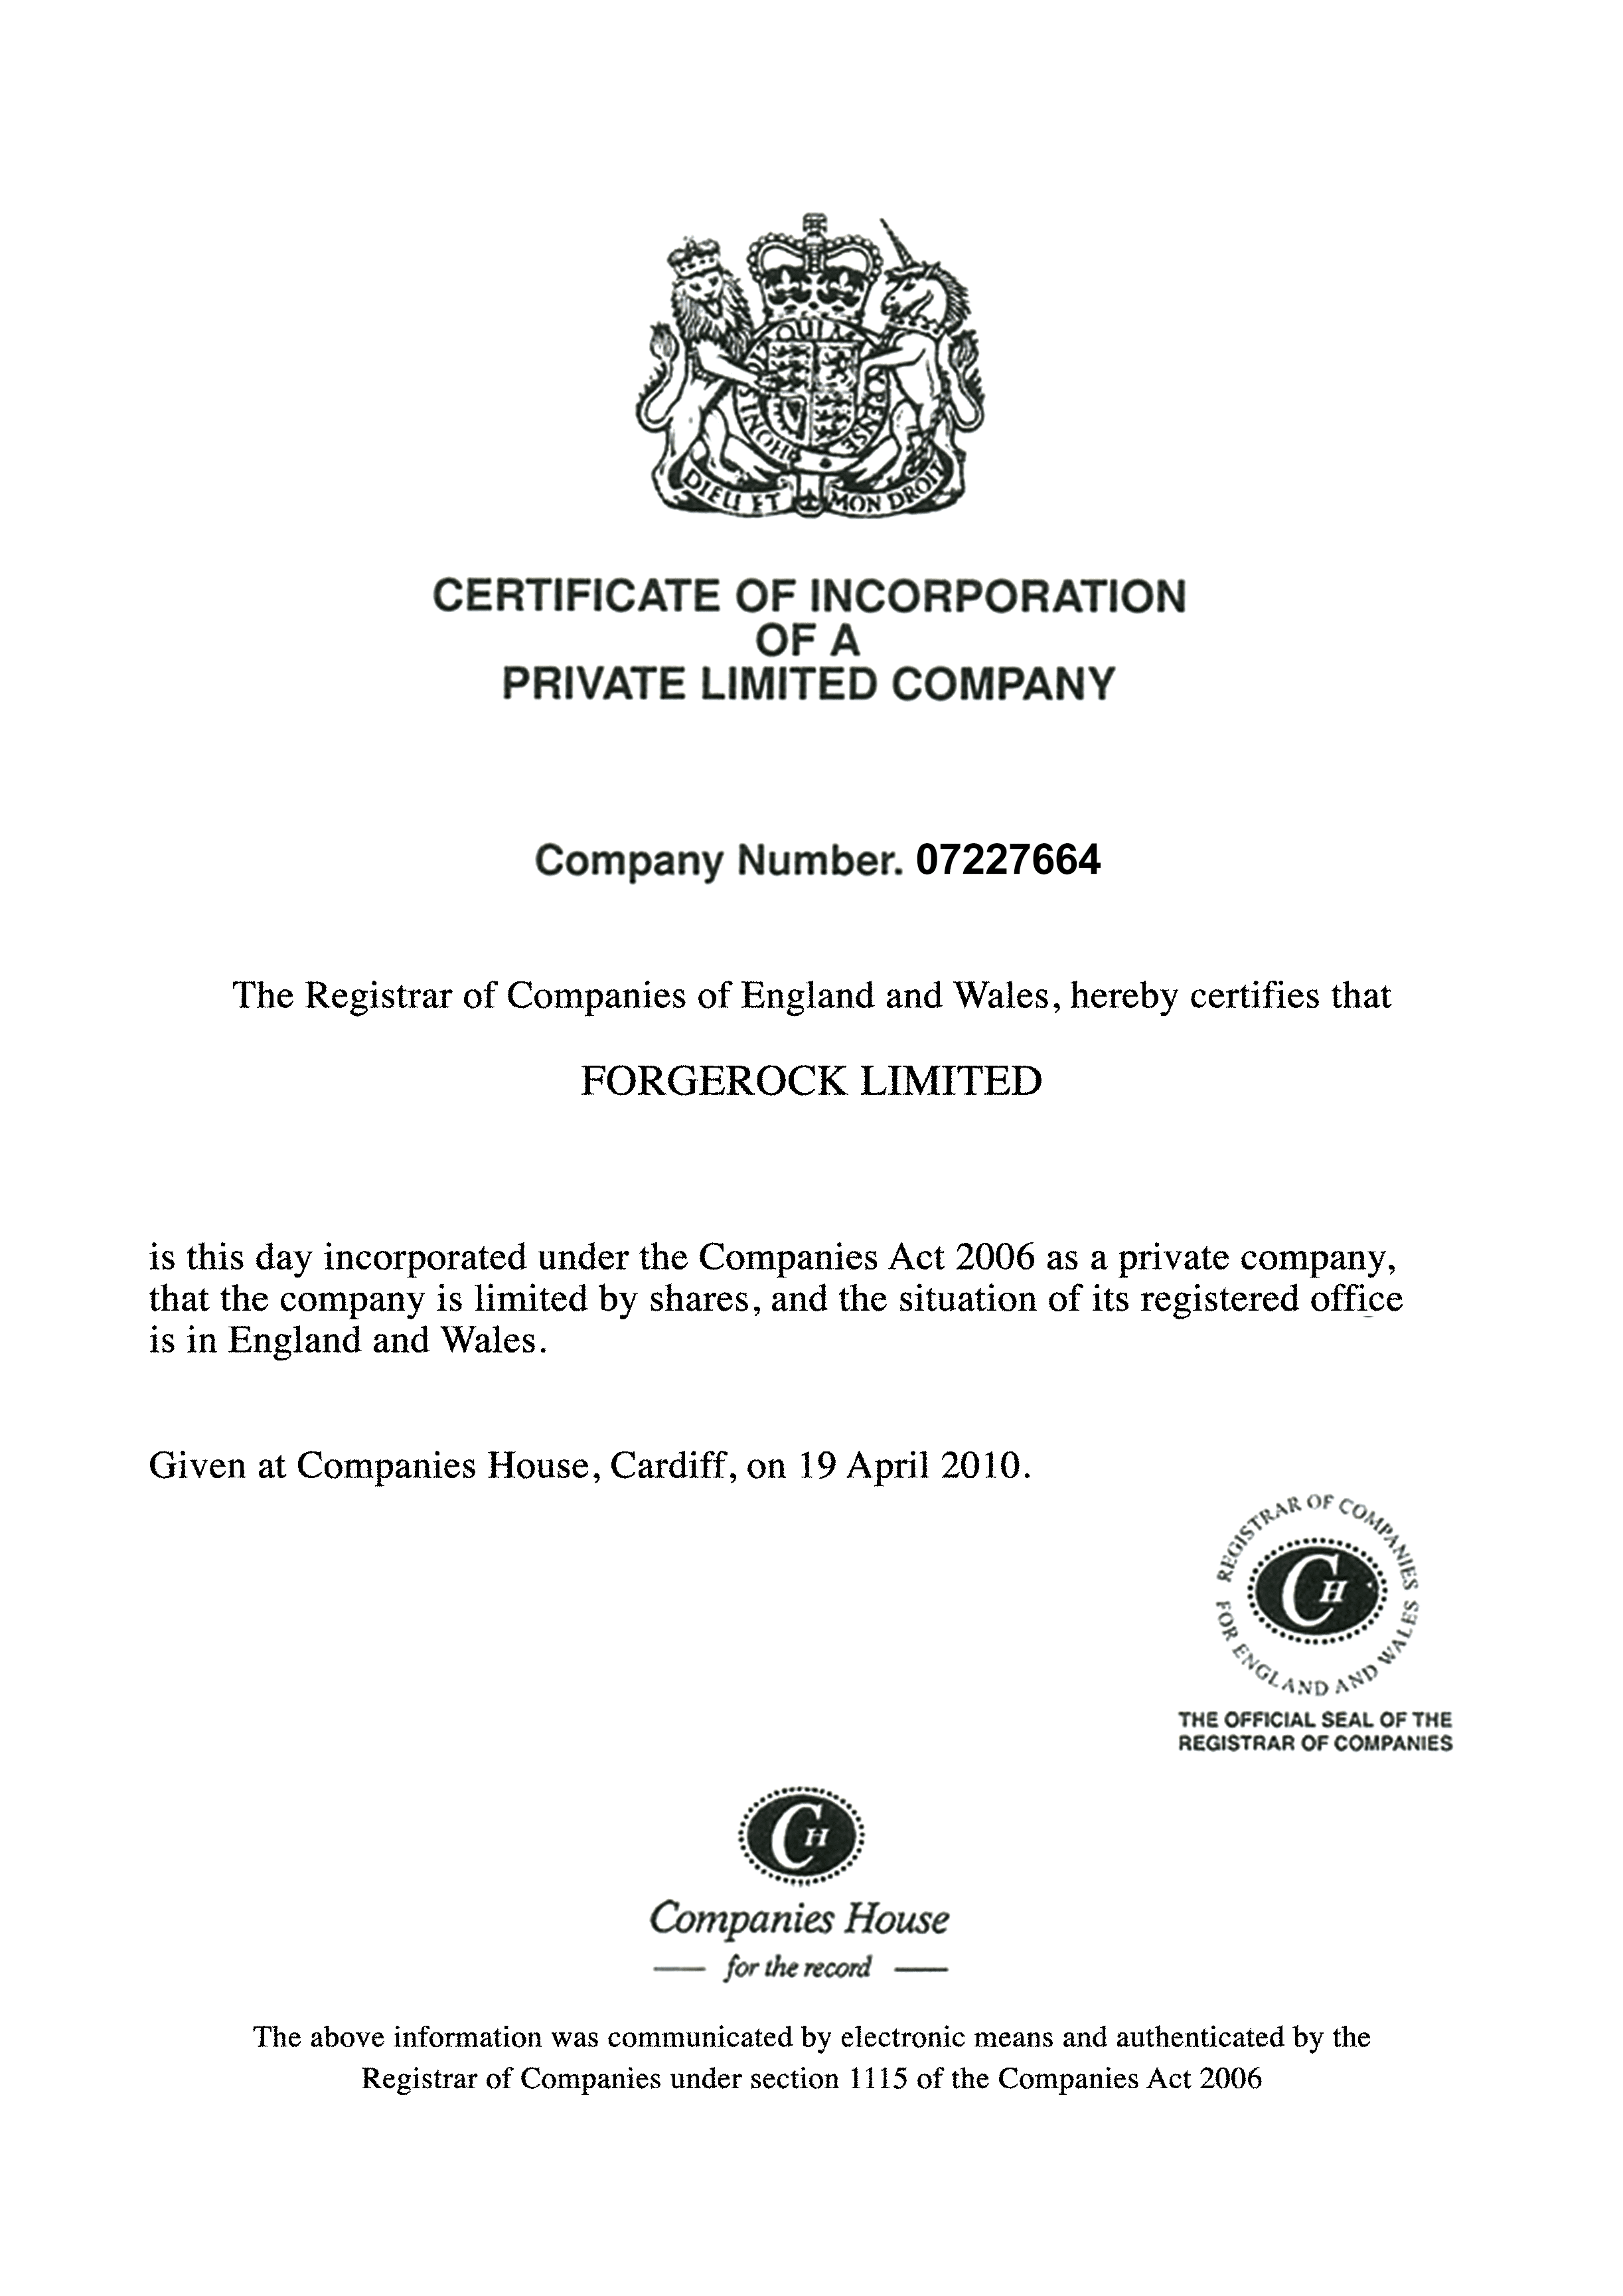 DIEU ET MON DROIT
CERTIFICATE OF INCORPORATION
OF A
PRIVATE LIMITED COMPANY
Company Number. 07227664
The Registrar of Companies of England and Wales, hereby certifies that
FORGEROCK LIMITED
is this day incorporated under the Companies Act 2006 as a private company,
that the company is limited by shares, and the situation of its registered office
is in England and Wales.
Given at Companies House, Cardiff, on 19 April 2010.
REGISTRAR OF COMPANIES
FOR ENGLAND AND WALES
CH
THE OFFICIAL SEAL OF THE
REGISTRAR OF COMPANIES
CH
Companies House
for the record
The above information was communicated by electronic means and authenticated by the
Registrar of Companies under section 1115 of the Companies Act 2006